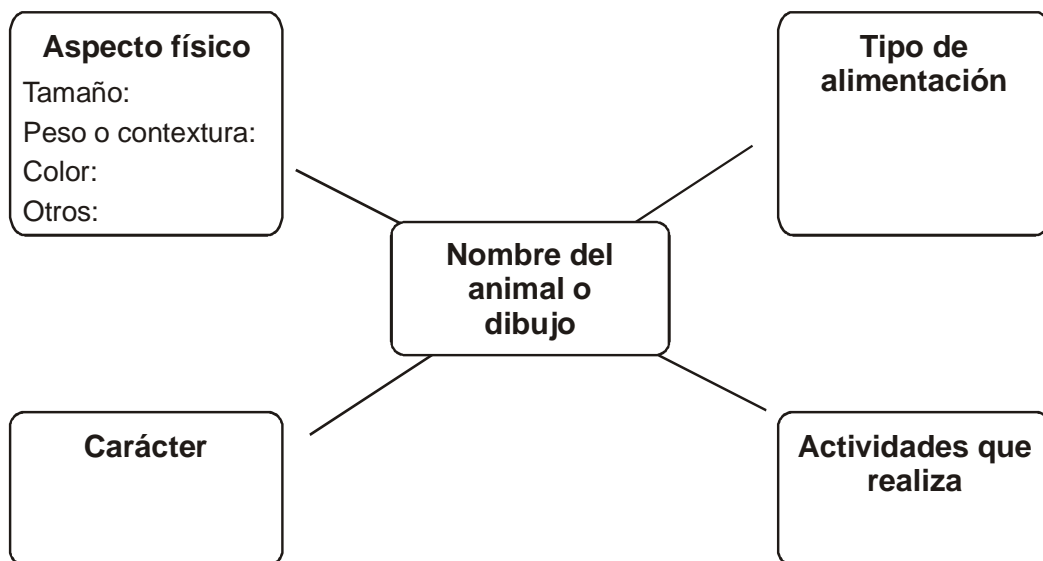 Aspecto físico
Tamaño:
Peso o contextura:
Color:
Otros:
Tipo de
alimentación
Nombre del
animal o
dibujo
Carácter
Actividades que
realiza